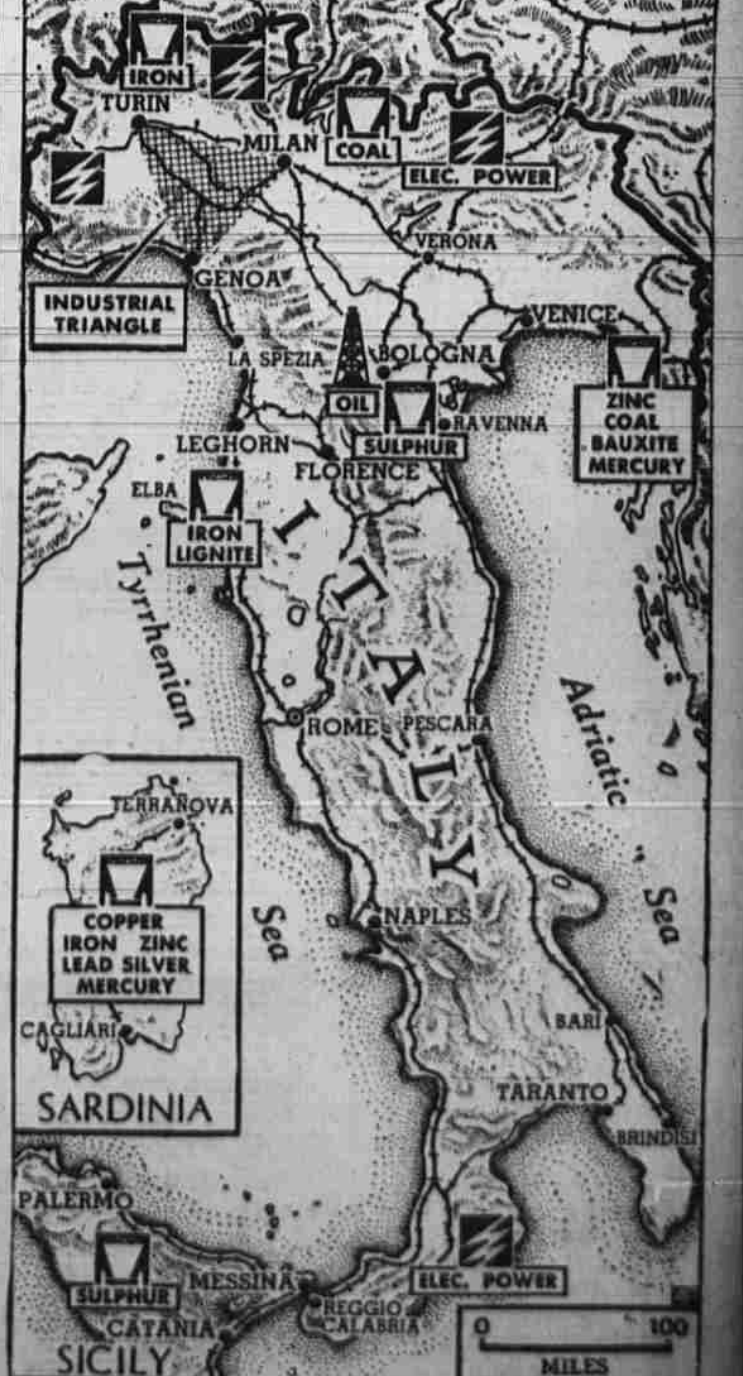 IRON
TURIN
MILAN
COAL
ELEC. POWER
VERONA
GENOA
INDUSTRIAL
TRIANGLE
VENICE
LA SPEZIA
BOLOGNA
OIL
ZINC
COAL
BAUXITE
MERCURY
RAVENNA
SULPHUR
LEGHORN
FLORENCE
ELBA
IRON
LIGNITE
ITALY
Tyrrhenian
Sea
Adriatic
Sea
ROME
PESCARA
TERRANOVA
COPPER
IRON ZINC
LEAD SILVER
MERCURY
CAGLIARI
SARDINIA
NAPLES
BARI
TARANTO
BRINDISI
PALERMO
SULPHUR
MESSINA
ELEC. POWER
REGGIO
CALABRIA
CATANIA
SICILY
0 100
MILES